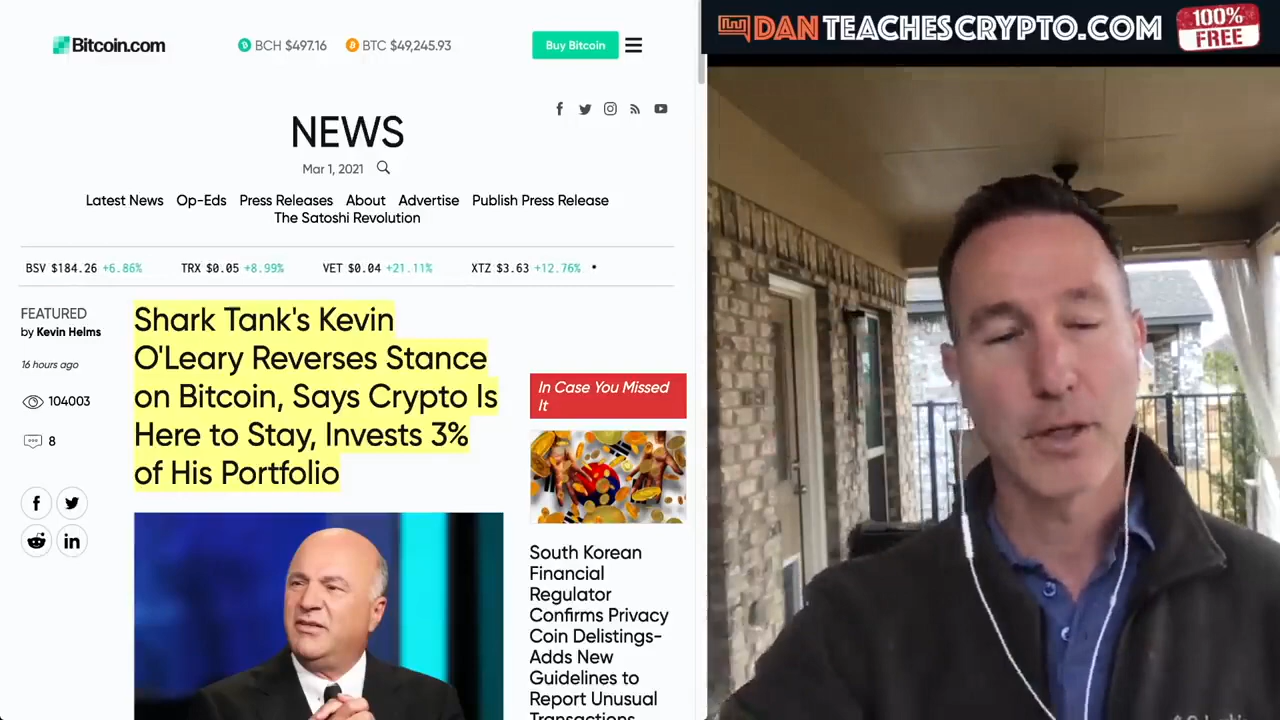 Bitcoin.com
BCH $497.16
BTC $49,245.93
Buy Bitcoin
NEWS
Mar 1, 2021
Latest News Op-Eds Press Releases About Advertise Publish Press Release
The Satoshi Revolution
BSV $184.26 +6.86% TRX $0.05 +8.99% VET $0.04 +21.11% XTZ $3.63 +12.76%
FEATURED
by Kevin Helms
16 hours ago
104003
8
Shark Tank's Kevin
O'Leary Reverses Stance
on Bitcoin, Says Crypto Is
Here to Stay, Invests 3%
of His Portfolio
In Case You Missed
It
South Korean
Financial
Regulator
Confirms Privacy
Coin Delistings-
Adds New
Guidelines to
Report Unusual
Transactions
DANTEACHESCRYPTO.COM
100%
FREE